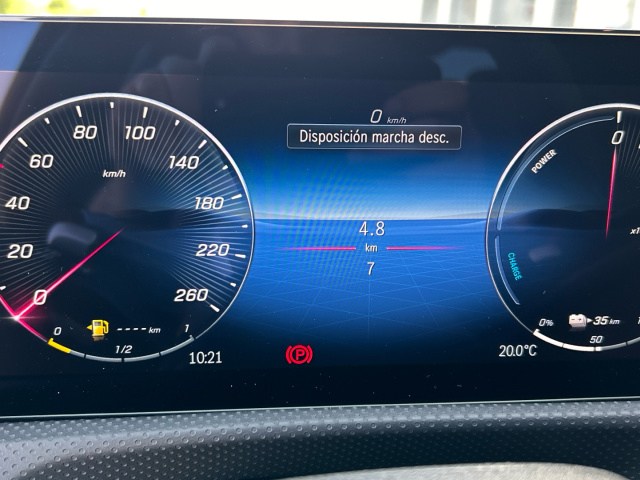 0 km/h
Disposición marcha desc.
4.8
km
7
0
20
40
60
80
100
140
180
220
260
km/h
0
---- km
1
1/2
10:21
P
POWER
CHARGE
0
x1
0%
35 km
50
20.0°C